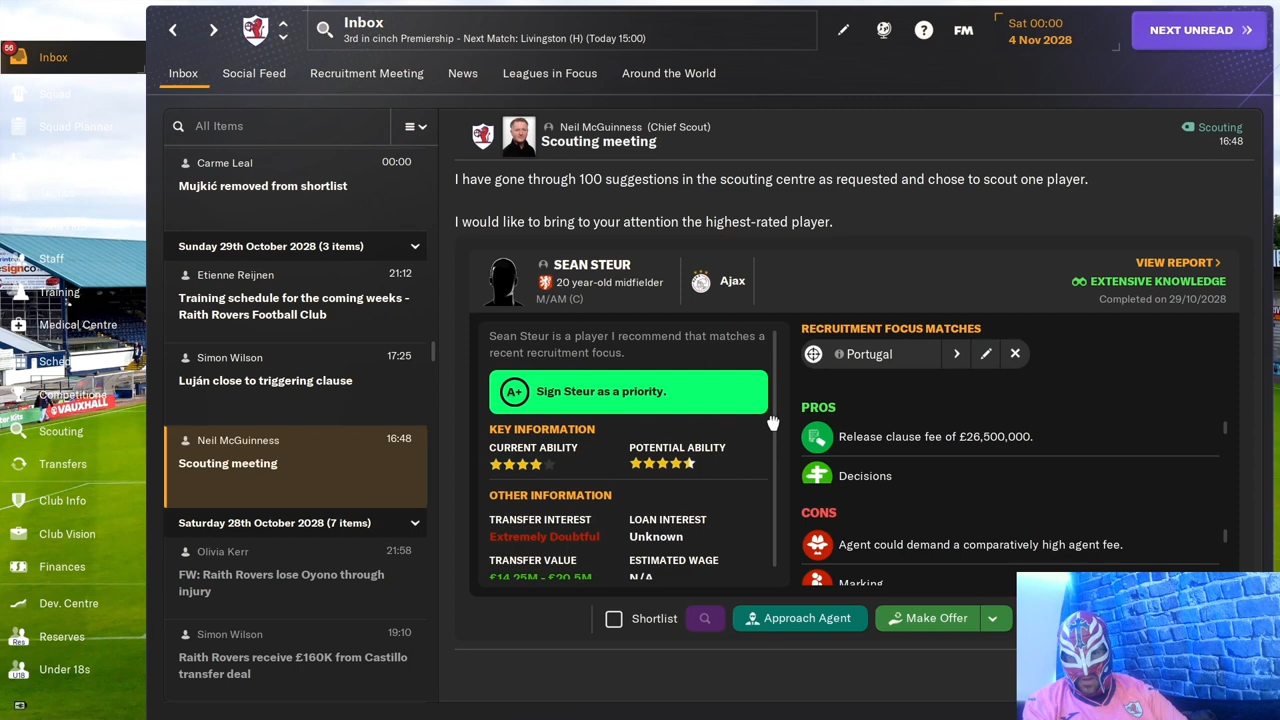 Inbox
3rd in cinch Premiership - Next Match: Livingston (H) (Today 15:00)
FM
Sat 00:00
4 Nov 2028
NEXT UNREAD
56
Inbox
Squad
Squad Planner
Staff
Training
Medical Centre
Sched
Competitions
Scouting
Transfers
Club Info
Club Vision
Finances
Dev. Centre
Reserves
Under 18s
VAUXHALL
Inbox
Social Feed
Recruitment Meeting
News
Leagues in Focus
Around the World
All Items
Carme Leal
00:00
Mujkić removed from shortlist
Sunday 29th October 2028 (3 items)
Etienne Reijnen
21:12
Training schedule for the coming weeks -
Raith Rovers Football Club
Simon Wilson
17:25
Luján close to triggering clause
Neil McGuinness
16:48
Scouting meeting
Saturday 28th October 2028 (7 items)
Olivia Kerr
21:58
FW: Raith Rovers lose Oyono through
injury
Simon Wilson
19:10
Raith Rovers receive £160K from Castillo
transfer deal
Neil McGuinness (Chief Scout)
Scouting meeting
Scouting
16:48
I have gone through 100 suggestions in the scouting centre as requested and chose to scout one player.
I would like to bring to your attention the highest-rated player.
SEAN STEUR
20 year-old midfielder
M/AM (C)
Ajax
VIEW REPORT >
EXTENSIVE KNOWLEDGE
Completed on 29/10/2028
Sean Steur is a player I recommend that matches a
recent recruitment focus.
A+
Sign Steur as a priority.
KEY INFORMATION
CURRENT ABILITY
POTENTIAL ABILITY
OTHER INFORMATION
TRANSFER INTEREST
LOAN INTEREST
Extremely Doubtful
Unknown
TRANSFER VALUE
ESTIMATED WAGE
£14.25M - £20.5M
N/A
RECRUITMENT FOCUS MATCHES
Portugal
PROS
Release clause fee of £26,500,000.
Decisions
CONS
Agent could demand a comparatively high agent fee.
Marking
Shortlist
Approach Agent
Make Offer